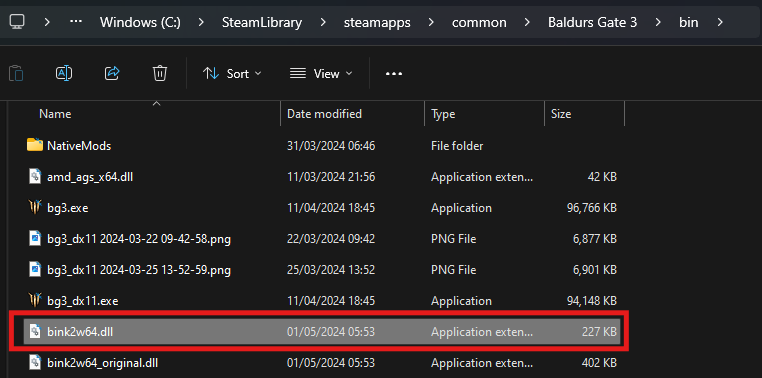 ··· > Windows (C:) > SteamLibrary > steamapps > common > Baldurs Gate 3 > bin >
Sort View ···
Name Date modified Type Size
NativeMods 31/03/2024 06:46 File folder
amd_ags_x64.dll 11/03/2024 21:56 Application exten... 42 KB
bg3.exe 11/04/2024 18:45 Application 96,766 KB
bg3_dx11 2024-03-22 09-42-58.png 22/03/2024 09:42 PNG File 6,877 KB
bg3_dx11 2024-03-25 13-52-59.png 25/03/2024 13:52 PNG File 6,901 KB
bg3_dx11.exe 11/04/2024 18:45 Application 94,148 KB
bink2w64.dll 01/05/2024 05:53 Application exten... 227 KB
bink2w64_original.dll 01/05/2024 05:53 Application exten... 402 KB